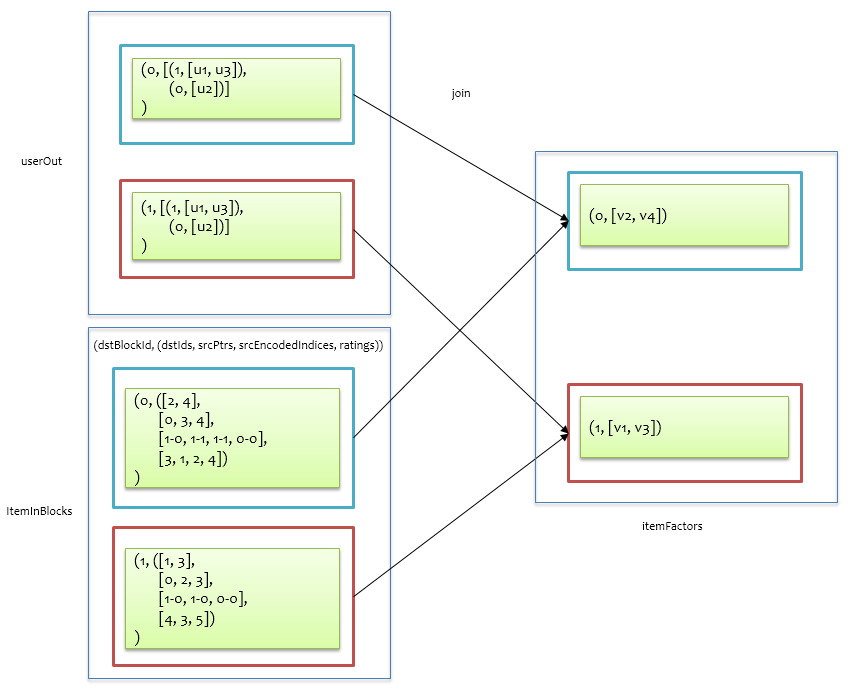 (0, [(1, [u1, u3]),
(0, [u2])]
)
join
userOut
(1, [(1, [u1, u3]),
(0, [u2])]
)
(0, [v2, v4])
(dstBlockId, (dstIds, srcPtrs, srcEncodedIndices, ratings))
(0, ([2, 4],
[0, 3, 4],
[1-0, 1-1, 1-1, 0-0],
[3, 1, 2, 4])
)
(1, [v1, v3])
ItemInBlocks
itemFactors
(1, ([1, 3],
[0, 2, 3],
[1-0, 1-0, 0-0],
[4, 3, 5])
)